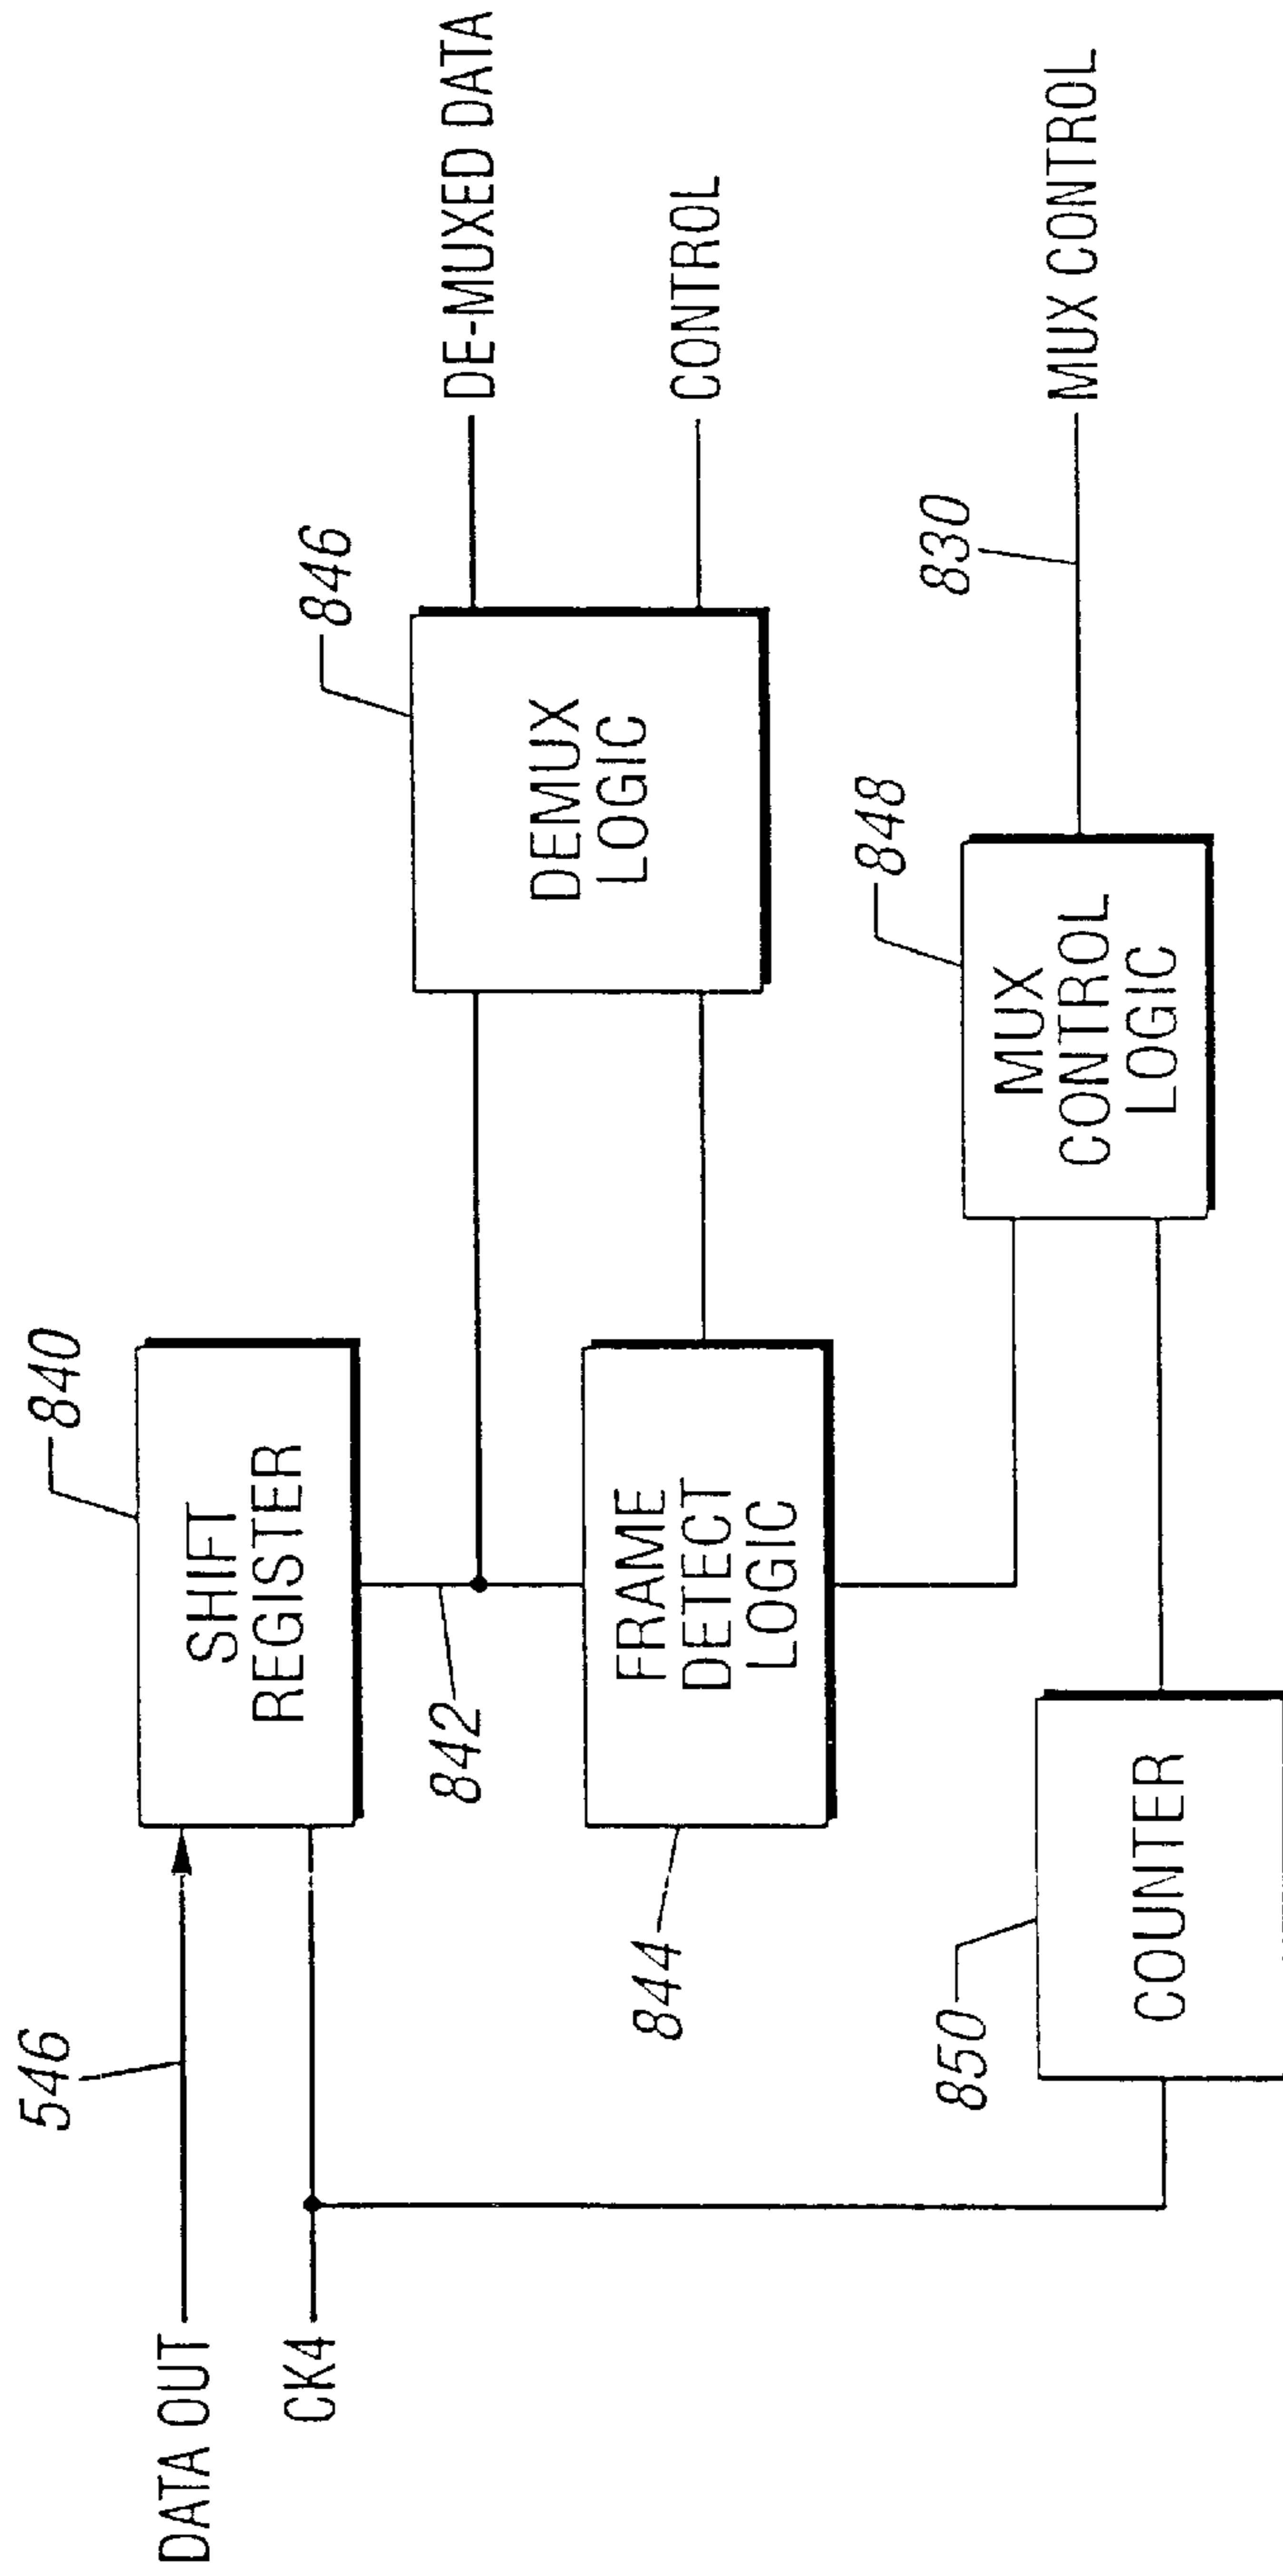 DATA OUT
546
CK4
840
SHIFT
REGISTER
842
844
FRAME
DETECT
LOGIC
846
DEMUX
LOGIC
DE-MUXED DATA
CONTROL
850
COUNTER
848
MUX
CONTROL
LOGIC
830
MUX CONTROL